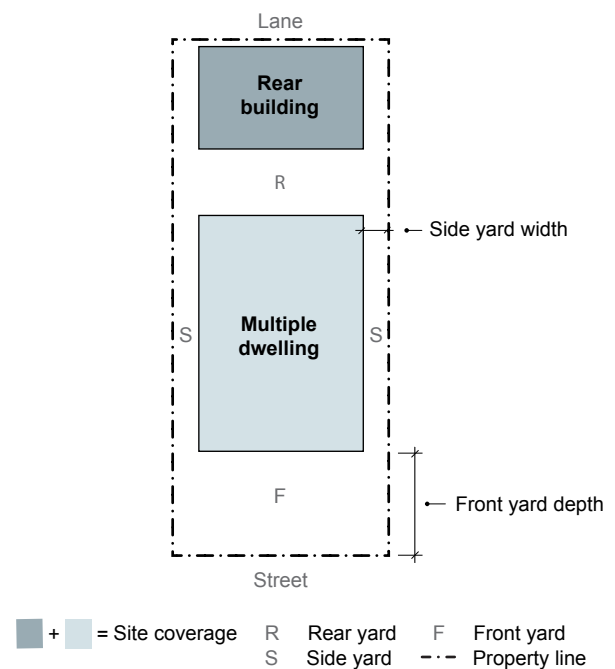 Lane
Rear
building
R
Side yard width
S
Multiple
dwelling
S
F
Front yard depth
Street
+ = Site coverage R Rear yard F Front yard
S Side yard Property line